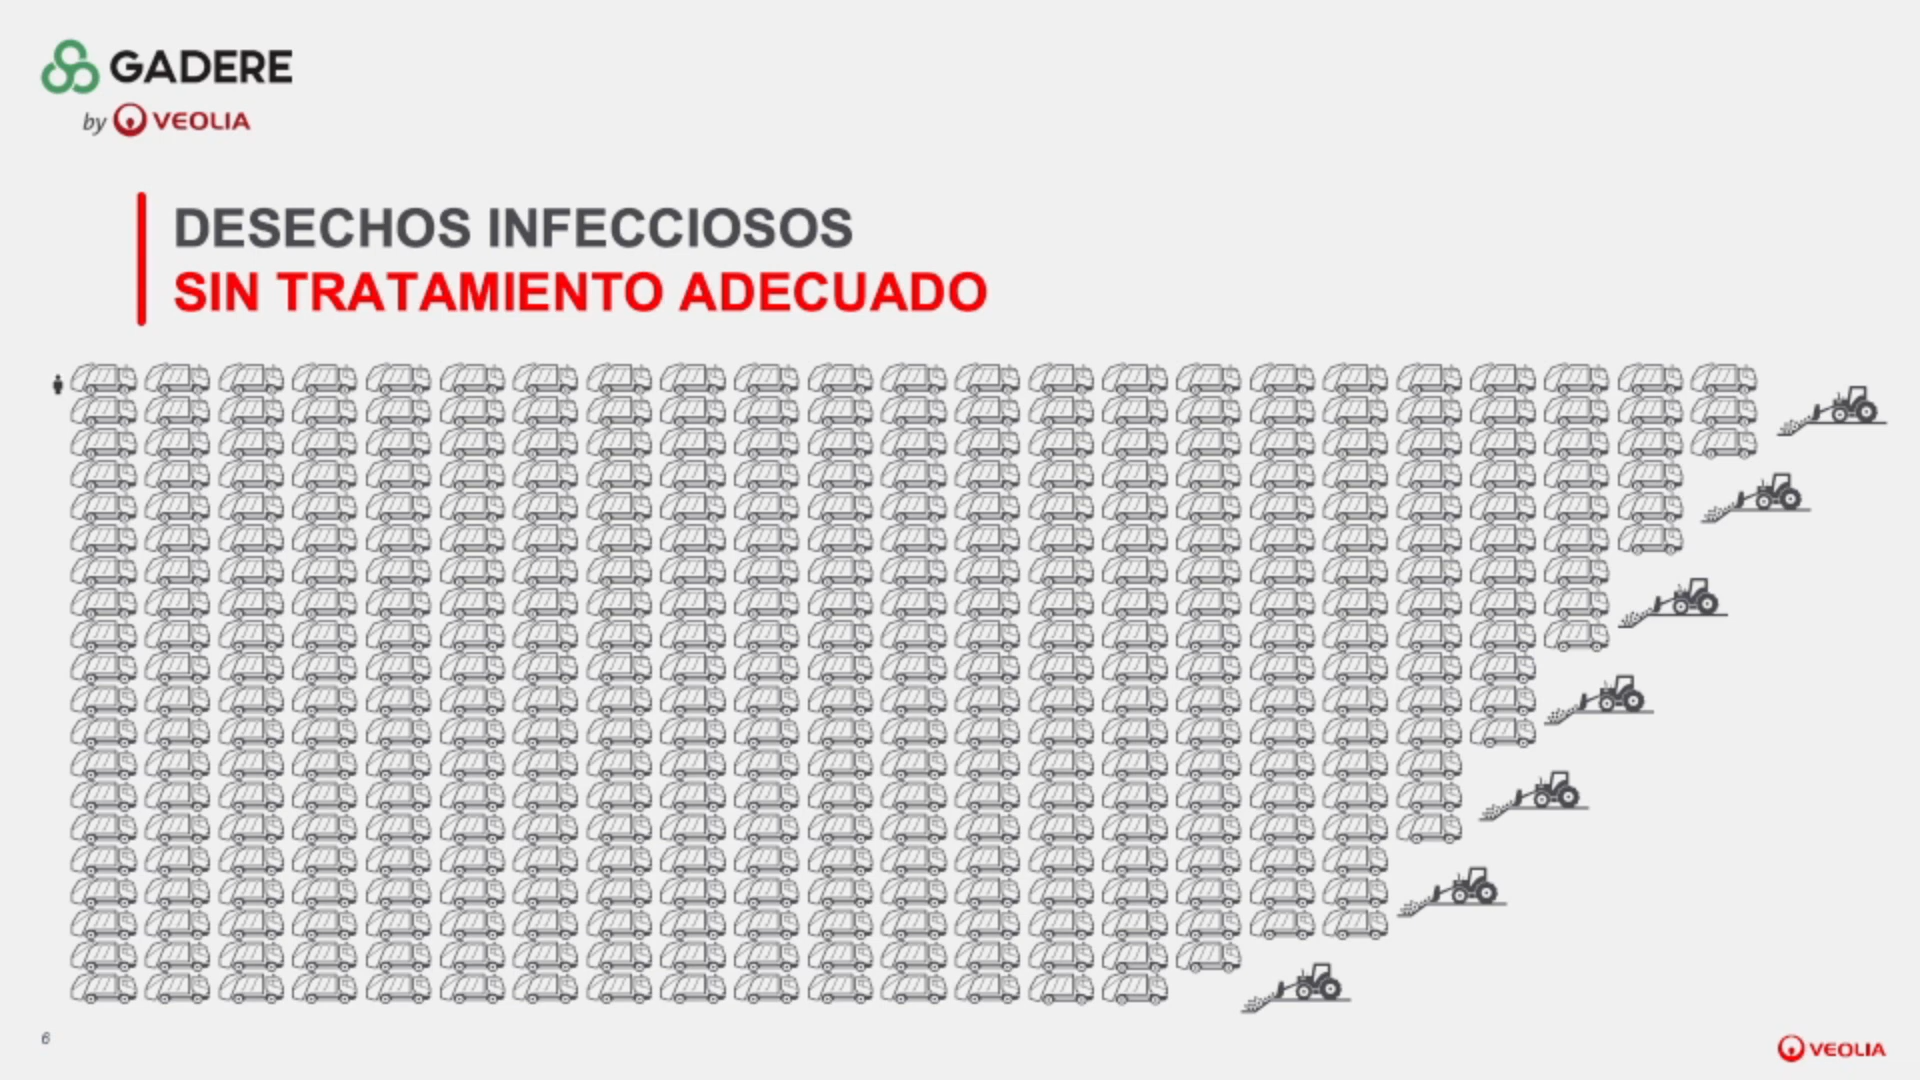 GADERE
by VEOLIA
DESECHOS INFECCIOSOS
SIN TRATAMIENTO ADECUADO
6
VEOLIA